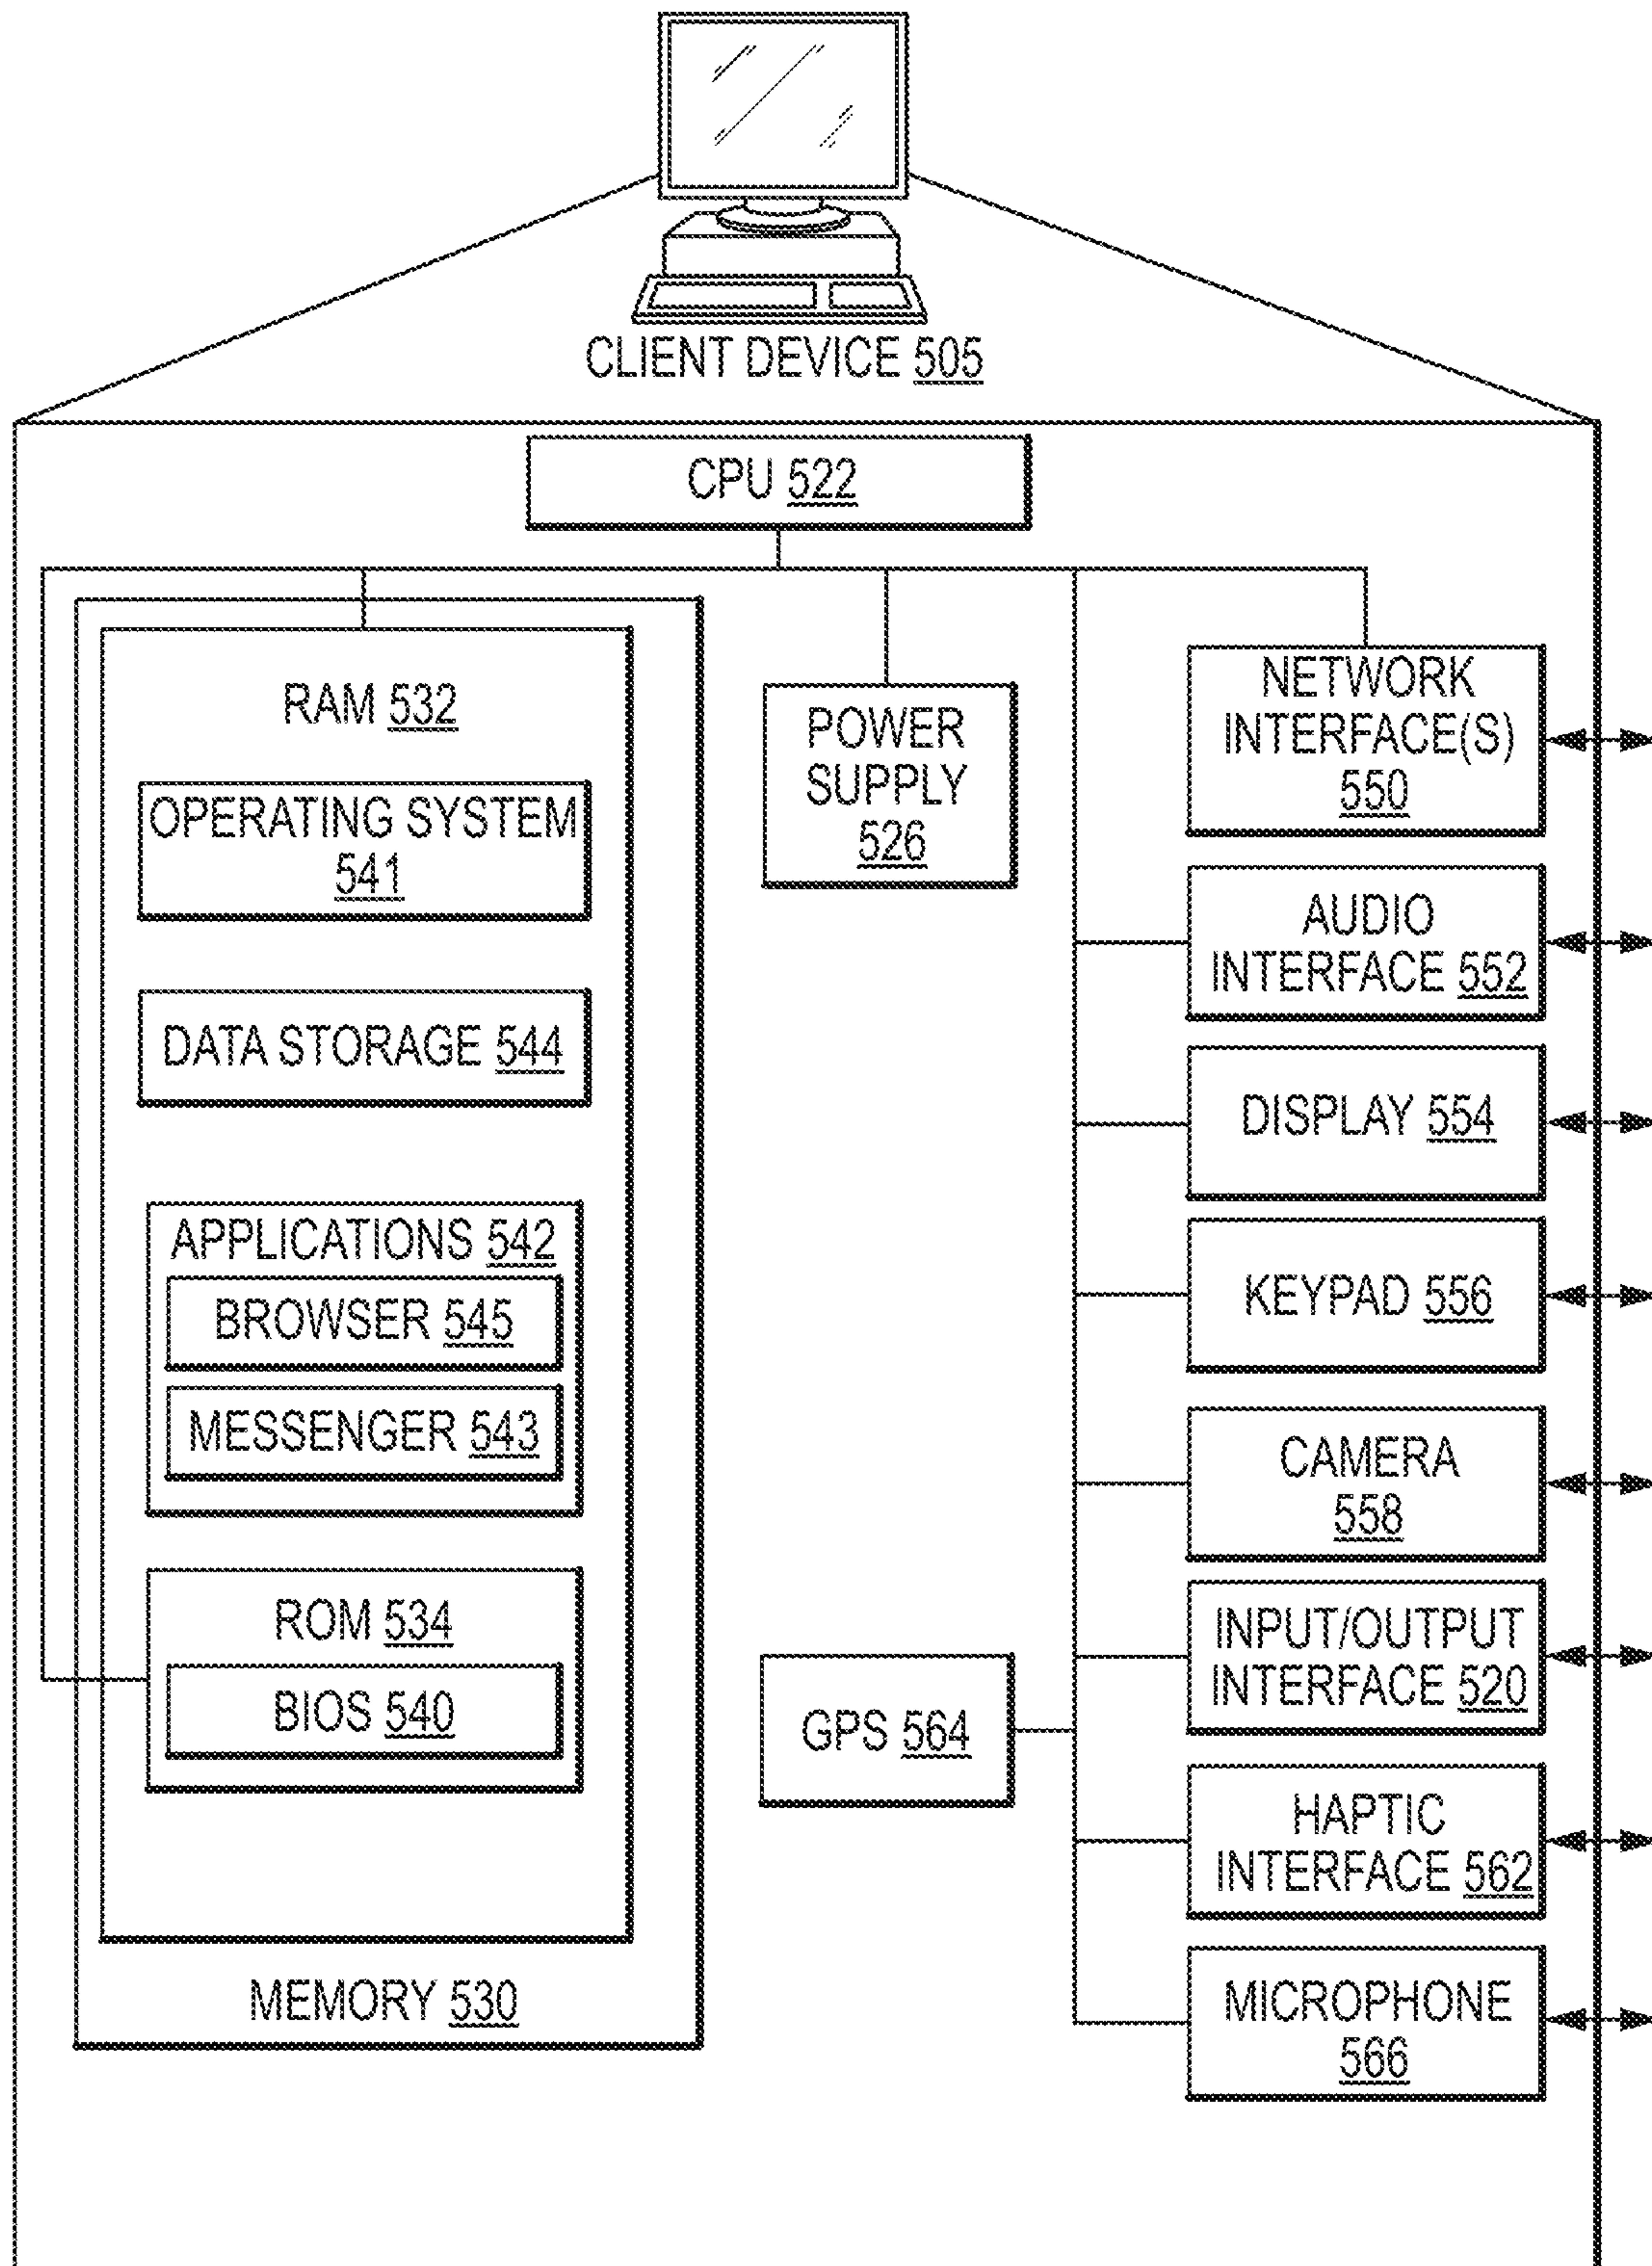 CLIENT DEVICE 505
CPU 522
RAM 532
OPERATING SYSTEM
541
DATA STORAGE 544
APPLICATIONS 542
BROWSER 545
MESSENGER 543
ROM 534
BIOS 540
MEMORY 530
POWER
SUPPLY
526
GPS 564
NETWORK
INTERFACE(S)
550
AUDIO
INTERFACE 552
DISPLAY 554
KEYPAD 556
CAMERA
558
INPUT/OUTPUT
INTERFACE 520
HAPTIC
INTERFACE 562
MICROPHONE
566